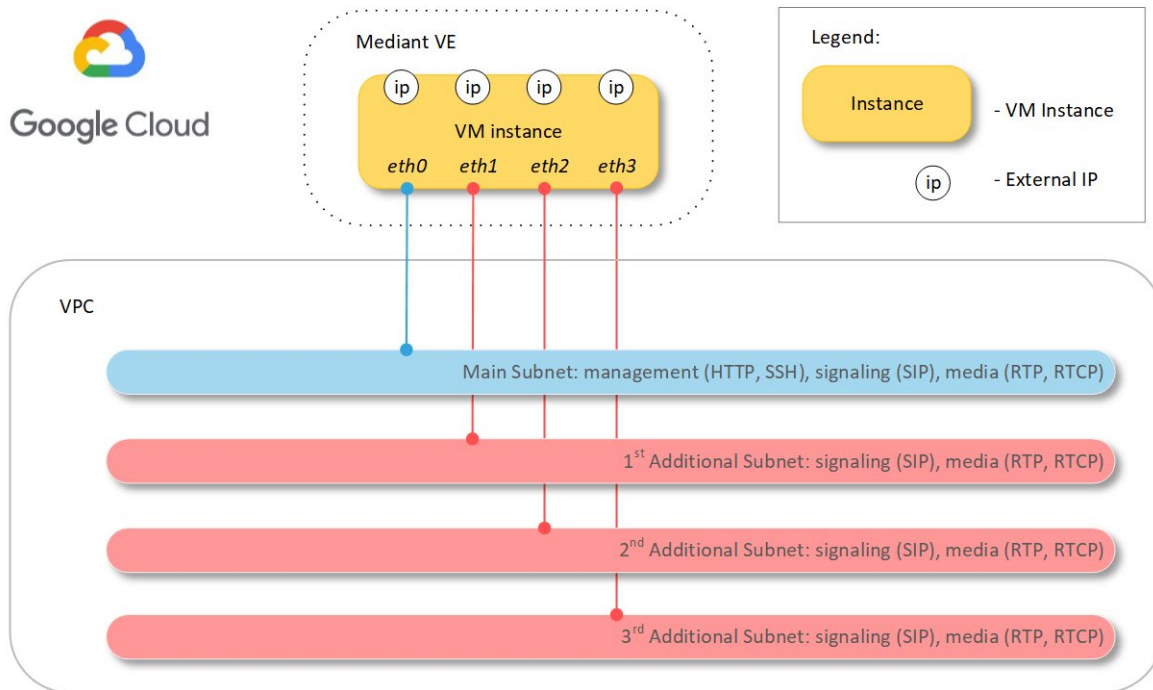 Google Cloud
Mediant VE
ip ip ip ip
VM instance
eth0 eth1 eth2 eth3
Legend:
Instance - VM Instance
ip - External IP
VPC
Main Subnet: management (HTTP, SSH), signaling (SIP), media (RTP, RTCP)
1st Additional Subnet: signaling (SIP), media (RTP, RTCP)
2nd Additional Subnet: signaling (SIP), media (RTP, RTCP)
3rd Additional Subnet: signaling (SIP), media (RTP, RTCP)